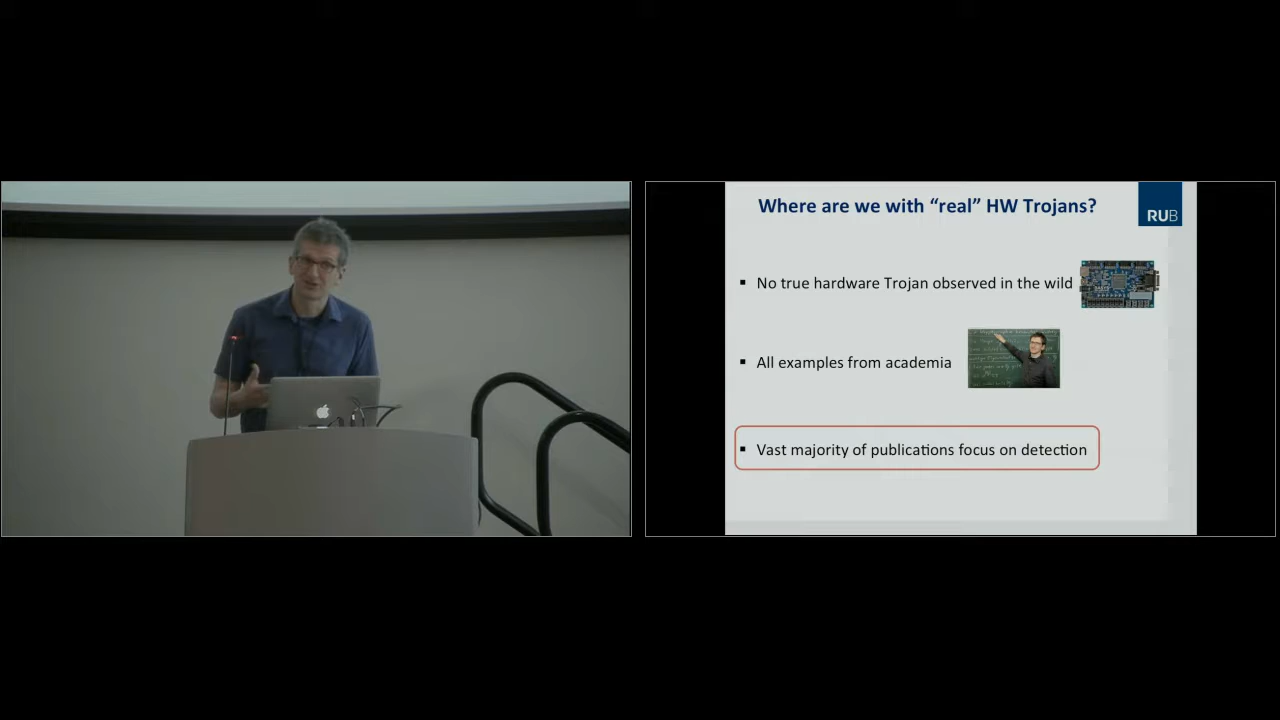 Where are we with “real” HW Trojans?
RUB
▪ No true hardware Trojan observed in the wild
▪ All examples from academia
▪ Vast majority of publications focus on detection